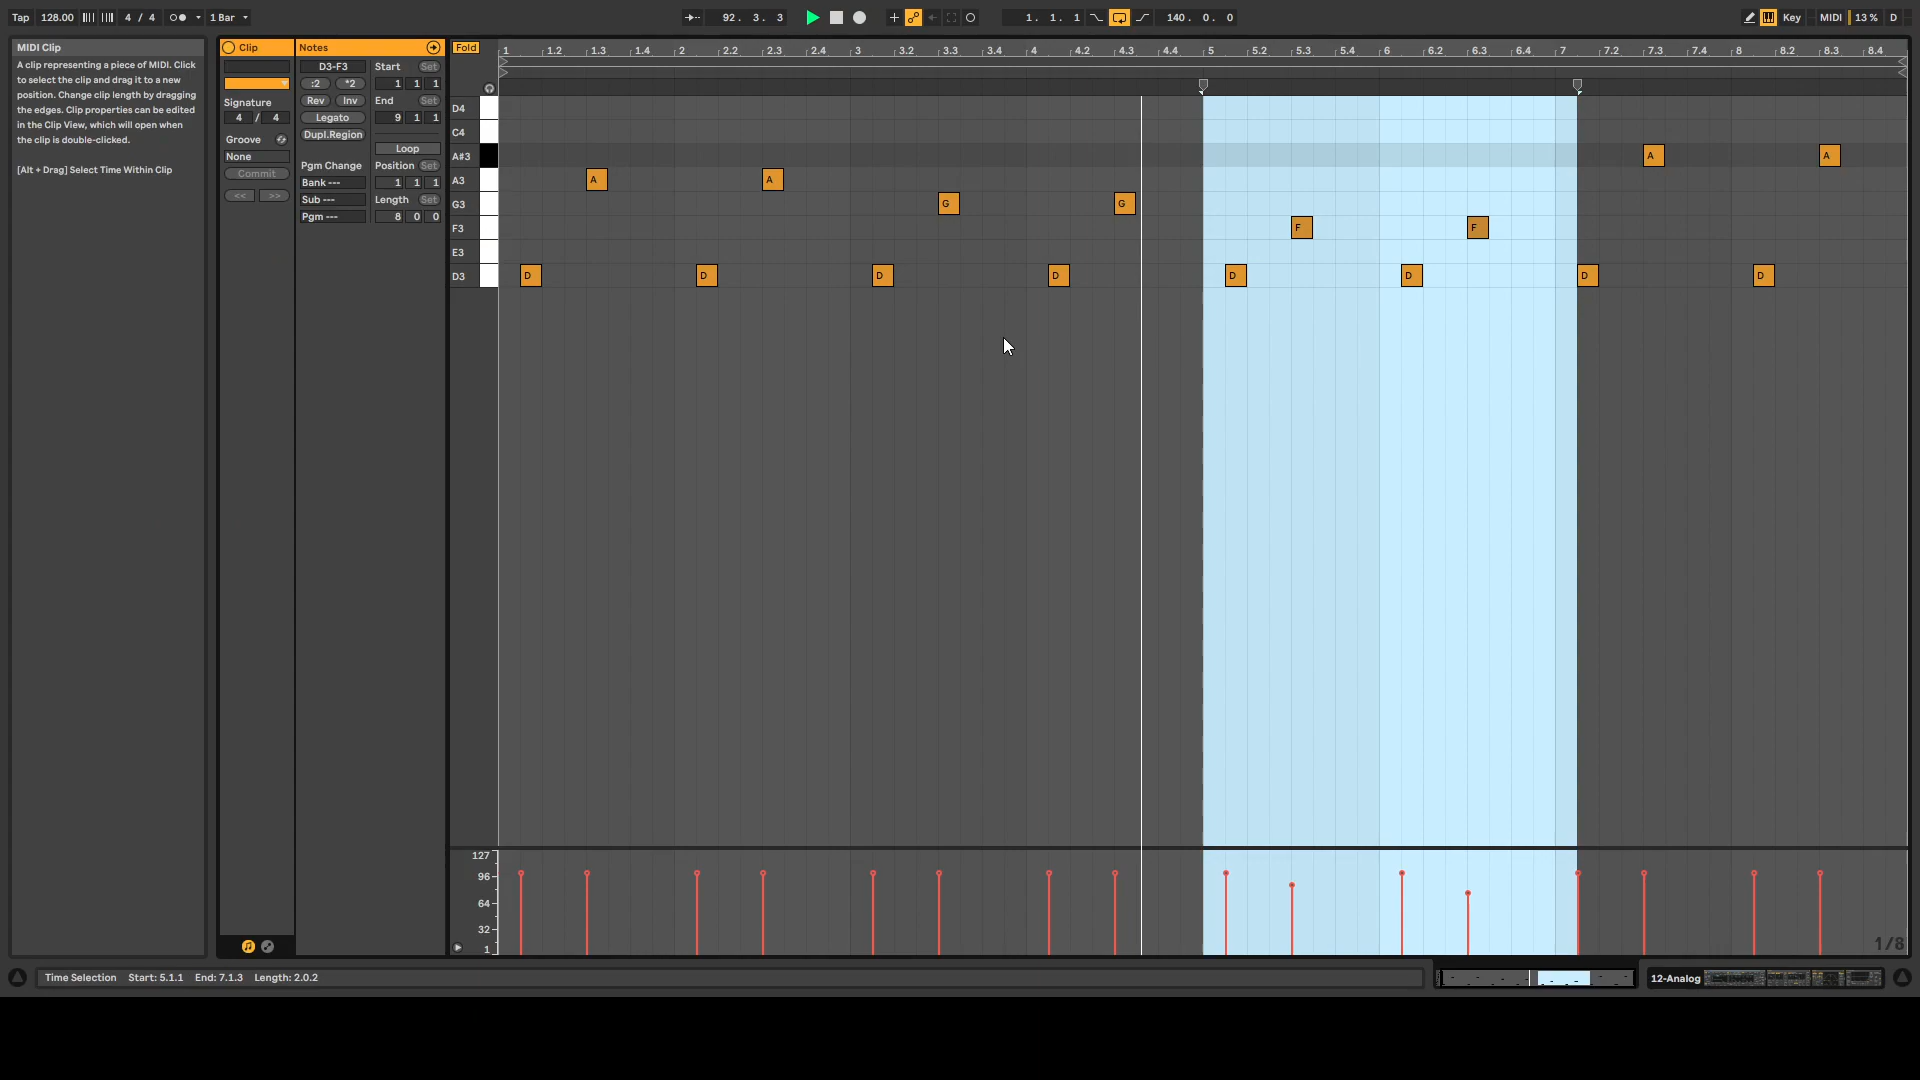 Tap 128.00 4 / 4 1 Bar 92. 3. 3 1. 1. 1 140. 0. 0 Key MIDI 13 % D
MIDI Clip
A clip representing a piece of MIDI. Click
to select the clip and drag it to a new
position. Change clip length by dragging
the edges. Clip properties can be edited
in the Clip View, which will open when
the clip is double-clicked.
[Alt + Drag] Select Time Within Clip
Clip
Signature
4 / 4
Groove
None
Commit
<< >>
Notes
D3-F3
:2 *2
Rev Inv
Legato
Dupl.Region
Pgm Change
Bank ---
Sub ---
Pgm ---
Start Set
1 1 1
End Set
9 1 1
Loop
Position Set
1 1 1
Length Set
8 0 0
Fold
1 1.2 1.3 1.4 2 2.2 2.3 2.4 3 3.2 3.3 3.4 4 4.2 4.3 4.4 5 5.2 5.3 5.4 6 6.2 6.3 6.4 7 7.2 7.3 7.4 8 8.2 8.3 8.4
D4
C4
A#3 A A
A3 A A
G3 G G
F3 F F
E3
D3 D D D D D D D D
127
96
64
32
1
1/8
Time Selection Start: 5.1.1 End: 7.1.3 Length: 2.0.2
12-Analog